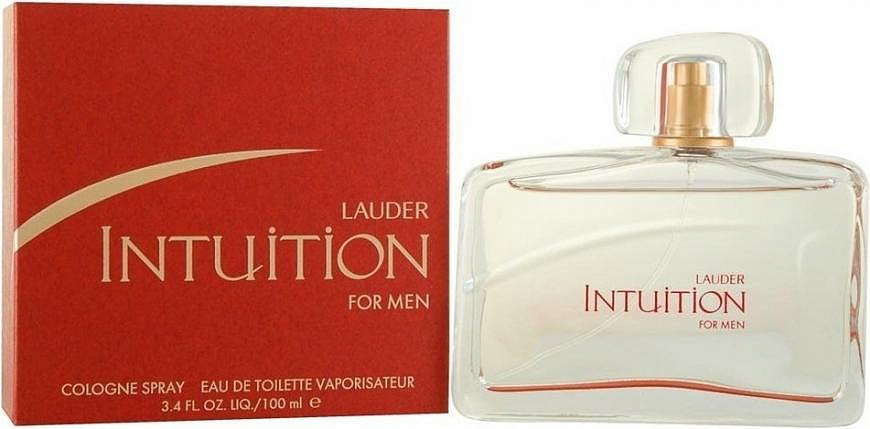 LAUDER
INTUiTiON
FOR MEN
COLOGNE SPRAY EAU DE TOILETTE VAPORISATEUR
3.4 FL. OZ. LIQ./100 ml e
LAUDER
INTUiTiON
FOR MEN